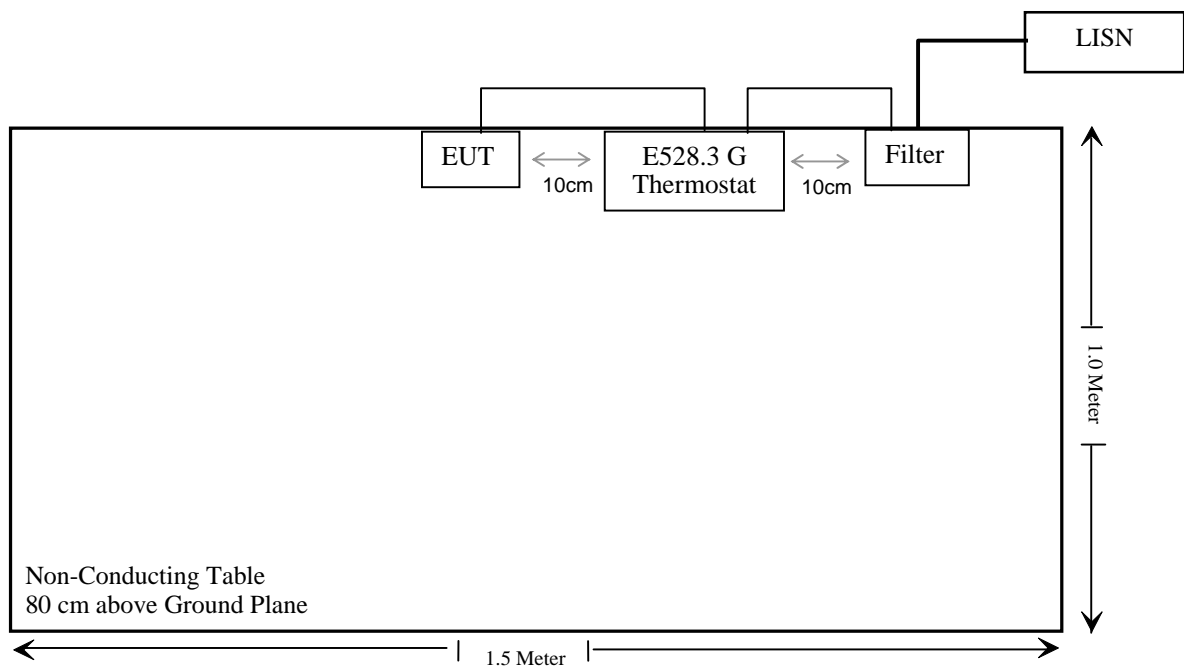 LISN
EUT
E528.3 G
Thermostat
Filter
10cm
10cm
1.0 Meter
Non-Conducting Table
80 cm above Ground Plane
1.5 Meter